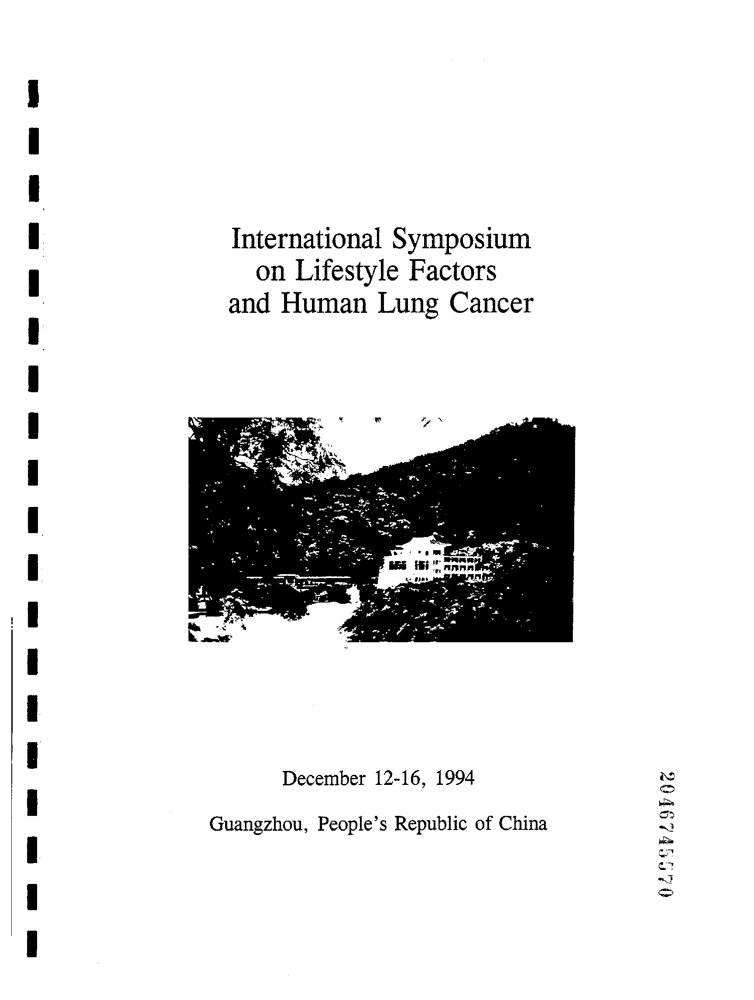 International Symposium
on Lifestyle Factors
and Human Lung Cancer
December 12-16, 1994
Guangzhou, People's Republic of China
2046745570